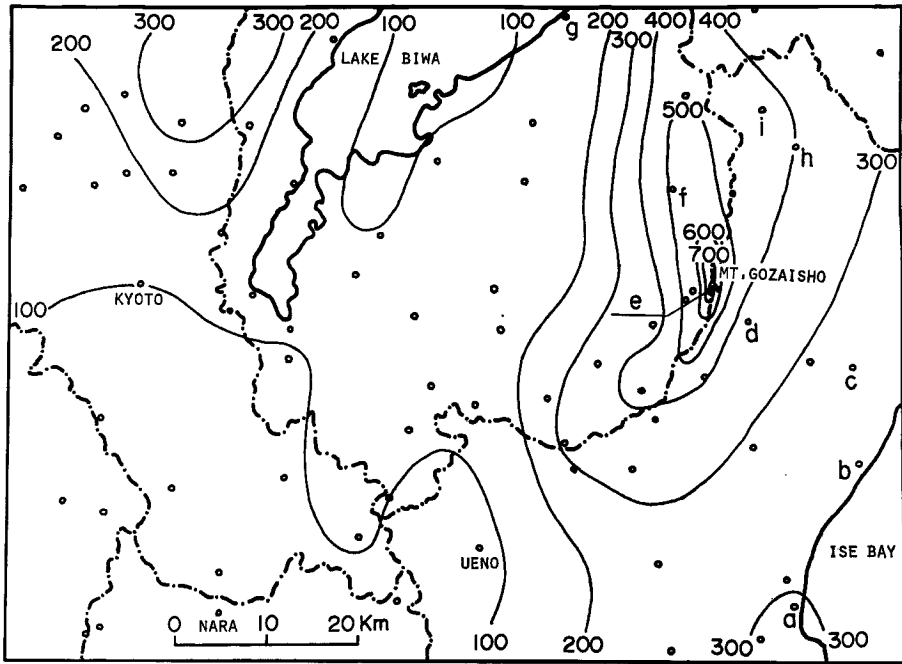 300 300 200 100 100 200 400 400
200 300
g
LAKE BIWA
500
i
h
300
f
600
700
MT. GOZAISHO
KYOTO
e
100
d
c
b
UENO
ISE BAY
0 10 20 Km
NARA
a
100 200 300 300